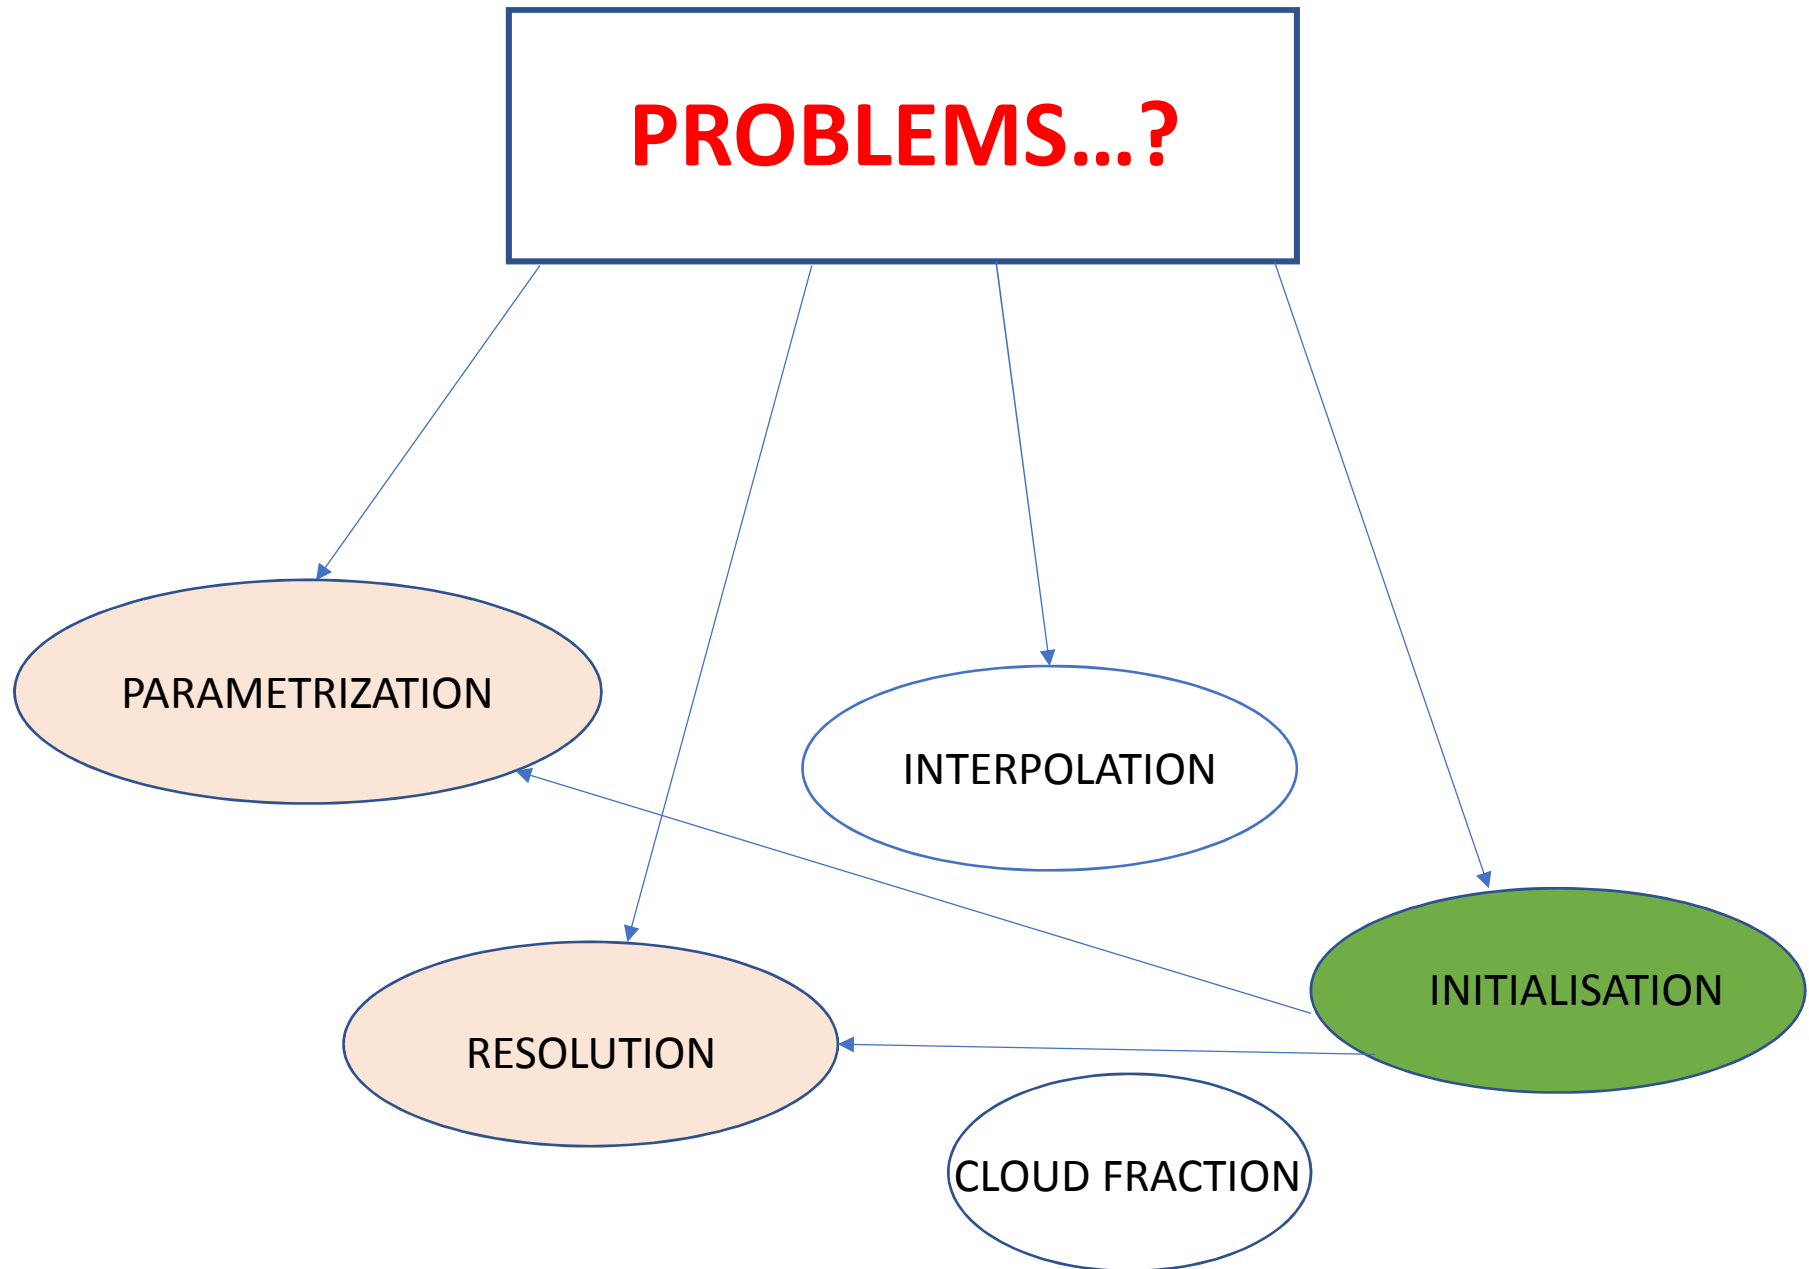 PROBLEMS...?
PARAMETRIZATION
INTERPOLATION
INITIALISATION
RESOLUTION
CLOUD FRACTION